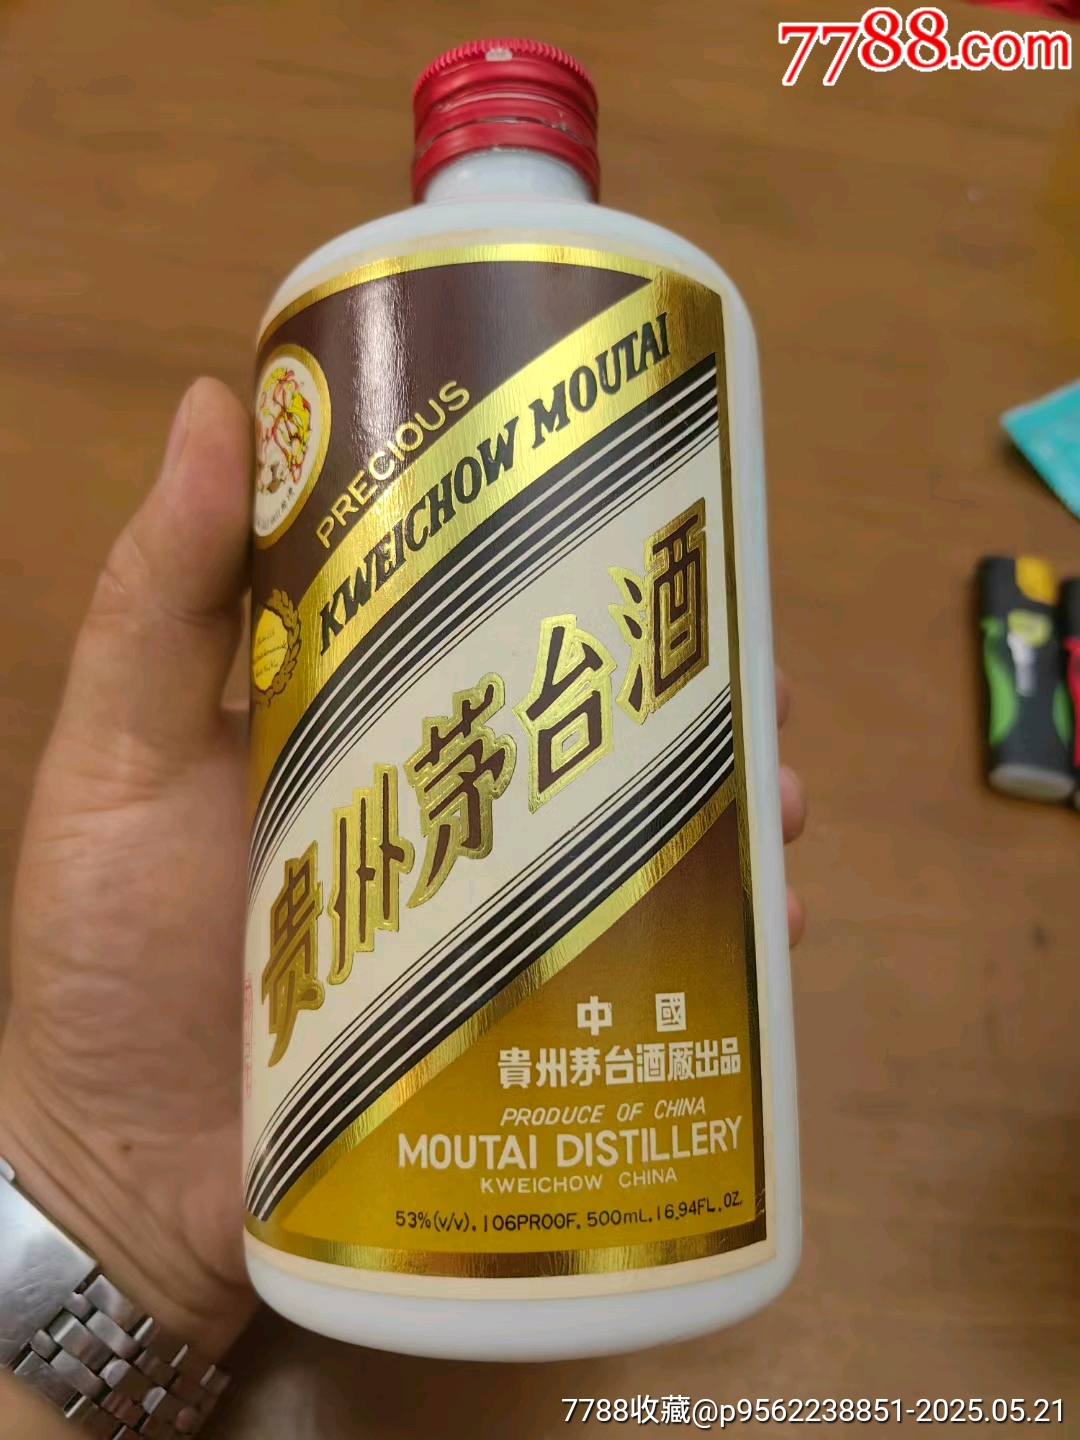 7788.com
PRECIOUS
KWEICHOW MOUTAI
贵州茅台酒
中國
貴州茅台酒廠出品
PRODUCE OF CHINA
MOUTAI DISTILLERY
KWEICHOW CHINA
53%(v/v). 106PROOF. 500mL. 16.94FL. OZ.
7788收藏@p9562238851-2025.05.21